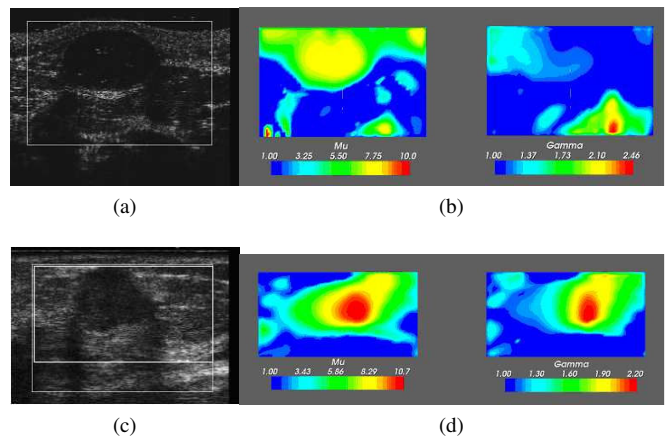 Mu
1.00 3.25 5.50 7.75 10.0
Gamma
1.00 1.37 1.73 2.10 2.46
(a)
(b)
Mu
1.00 3.43 5.86 8.29 10.7
Gamma
1.00 1.30 1.60 1.90 2.20
(c)
(d)